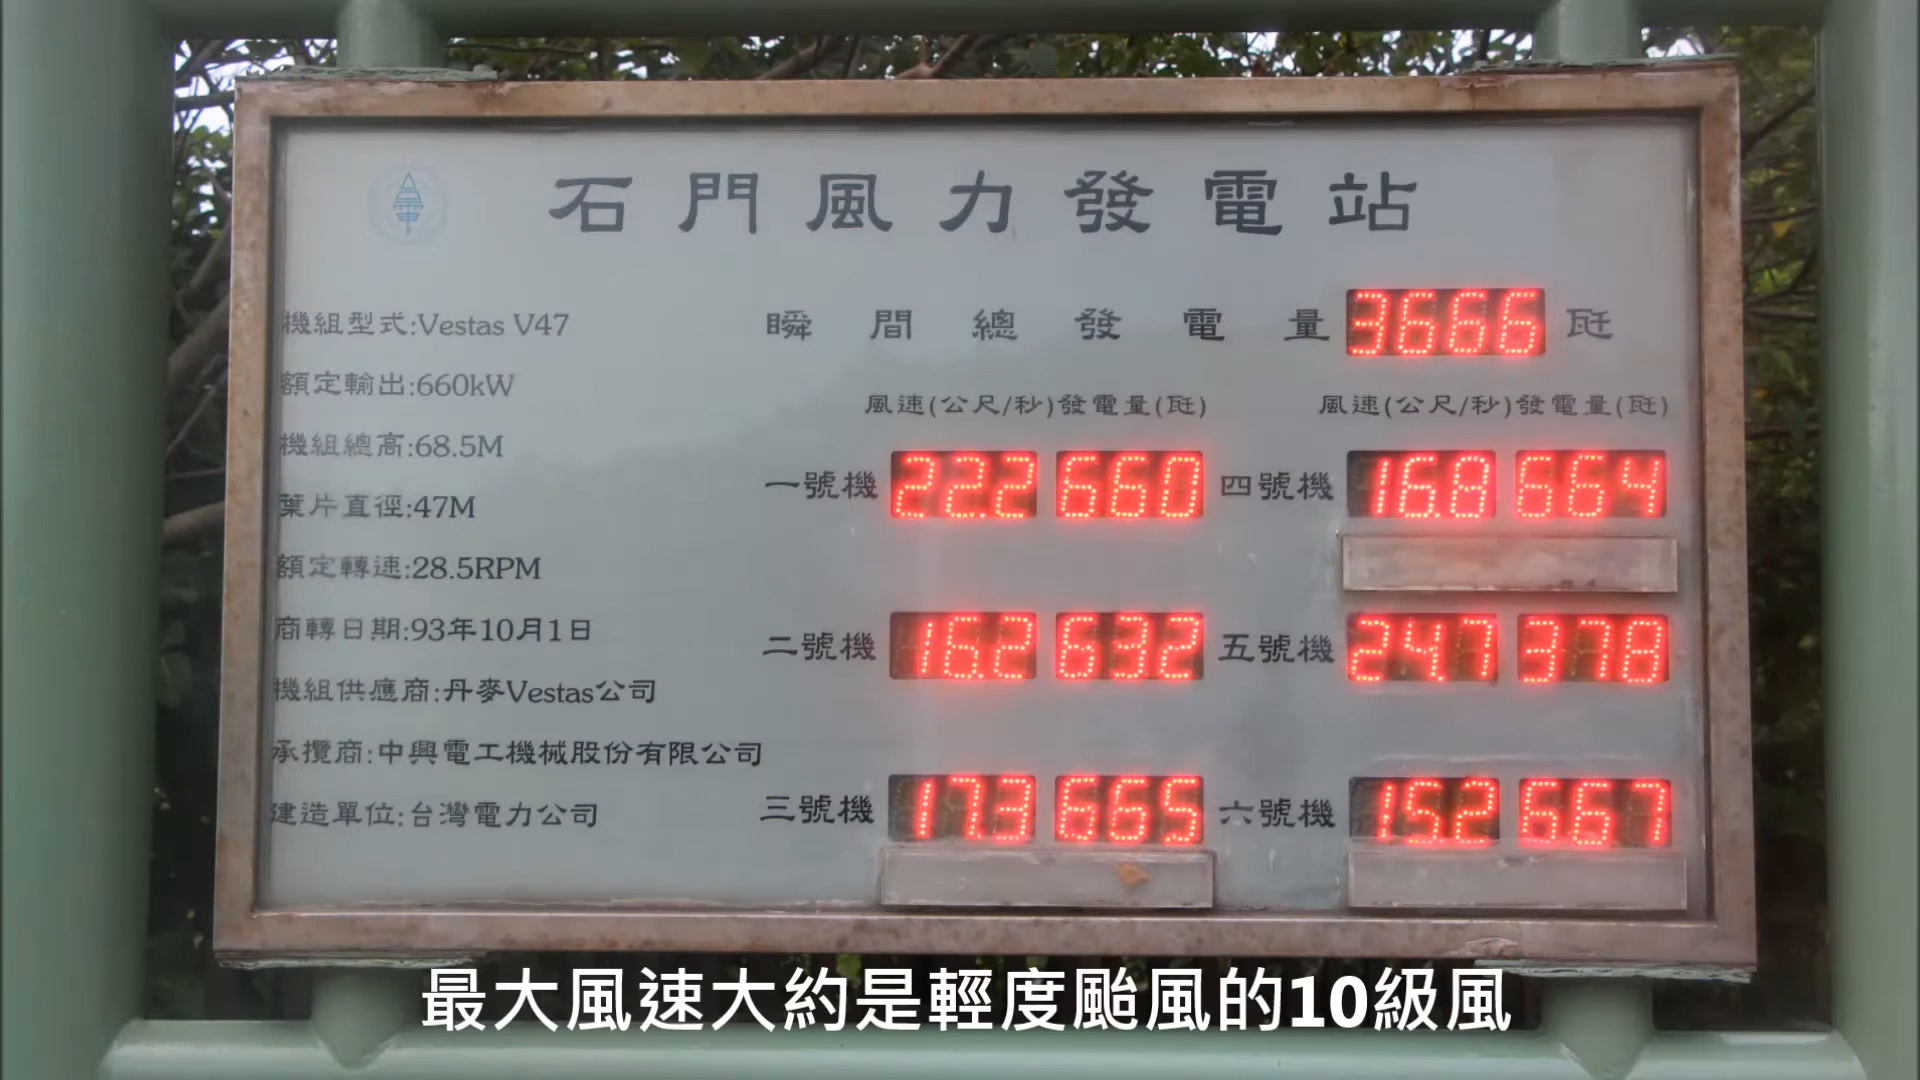 石門風力發電站
機組型式:Vestas V47
額定輸出:660kW
機組總高:68.5M
葉片直徑:47M
額定轉速:28.5RPM
商轉日期:93年10月1日
機組供應商:丹麥Vestas公司
承攬商:中興電工機械股份有限公司
建造單位:台灣電力公司
瞬間總發電量 3666 瓩
風速(公尺/秒)發電量(瓩) 風速(公尺/秒)發電量(瓩)
一號機 22.2 660 四號機 16.8 664
二號機 16.2 632 五號機 24.7 378
三號機 17.3 665 六號機 15.2 667
最大風速大約是輕度颱風的10級風